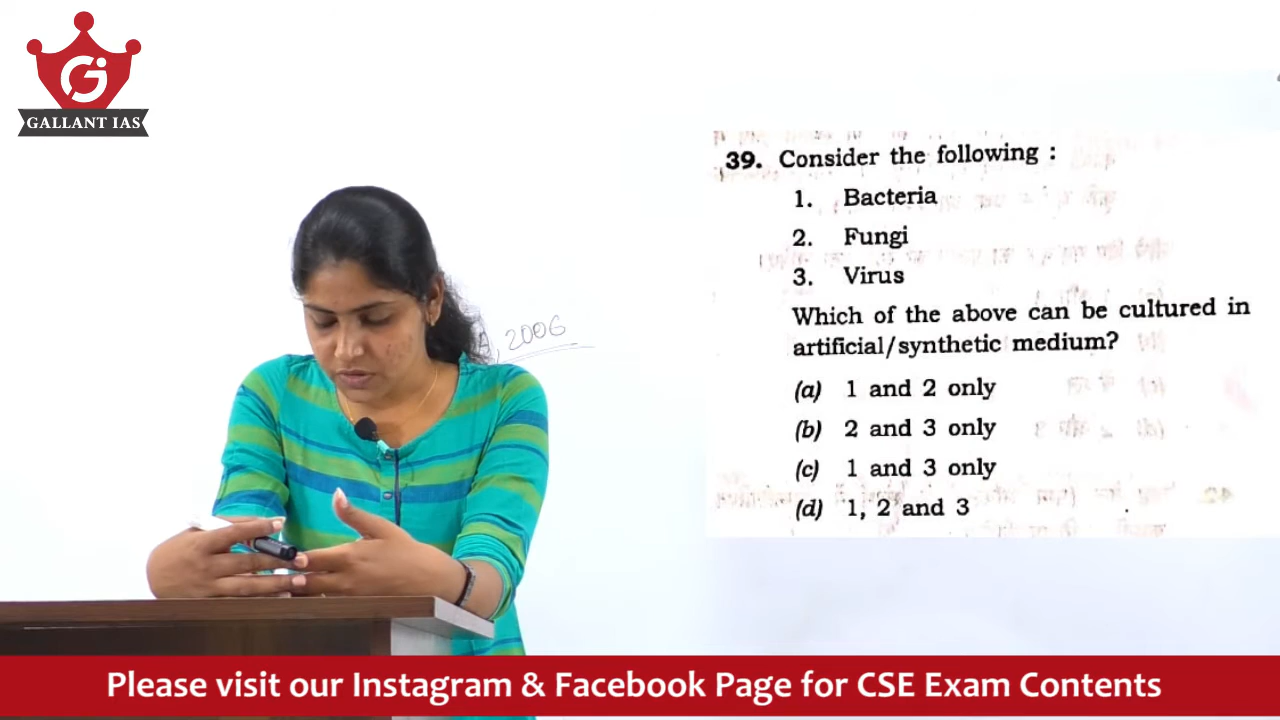 GALLANT IAS
39. Consider the following :
1. Bacteria
2. Fungi
3. Virus
Which of the above can be cultured in
artificial/synthetic medium?
(a) 1 and 2 only
(b) 2 and 3 only
(c) 1 and 3 only
(d) 1, 2 and 3
A, 2006
Please visit our Instagram & Facebook Page for CSE Exam Contents